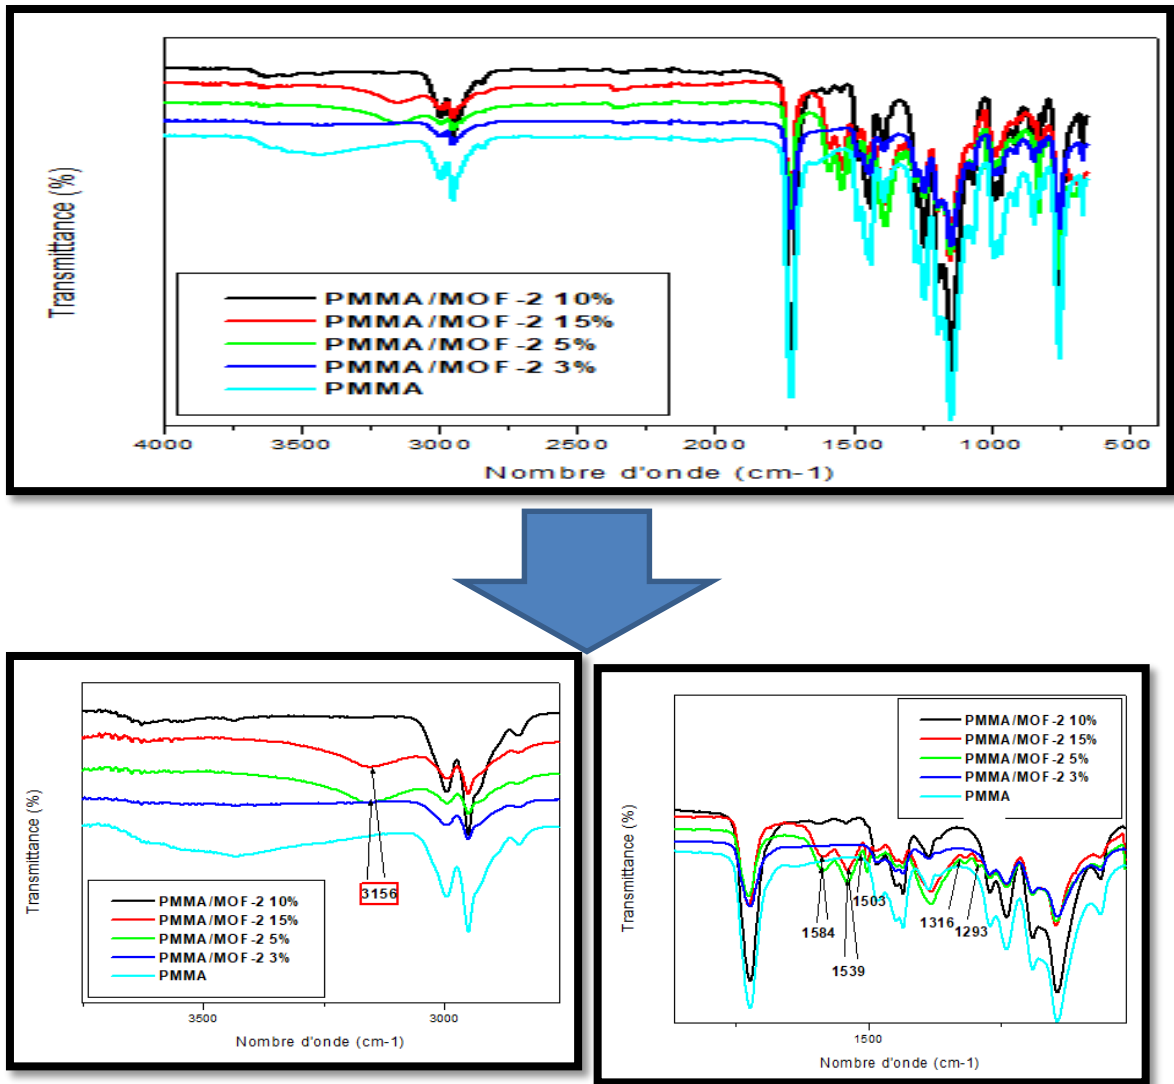 Transmittance (%)
PMMA/MOF-2 10%
PMMA/MOF-2 15%
PMMA/MOF-2 5%
PMMA/MOF-2 3%
PMMA
4000 3000 2500 2000 1500 1000 500
Nombre d'onde (cm-1)
Transmittance (%)
3156
PMMA/MOF-2 10%
PMMA/MOF-2 15%
PMMA/MOF-2 5%
PMMA/MOF-2 3%
PMMA
3500 3000
Nombre d'onde (cm-1)
Transmittance (%)
PMMA/MOF-2 10%
PMMA/MOF-2 15%
PMMA/MOF-2 5%
PMMA/MOF-2 3%
PMMA
1503
1584
1316
1293
1539
1500
Nombre d'onde (cm-1)